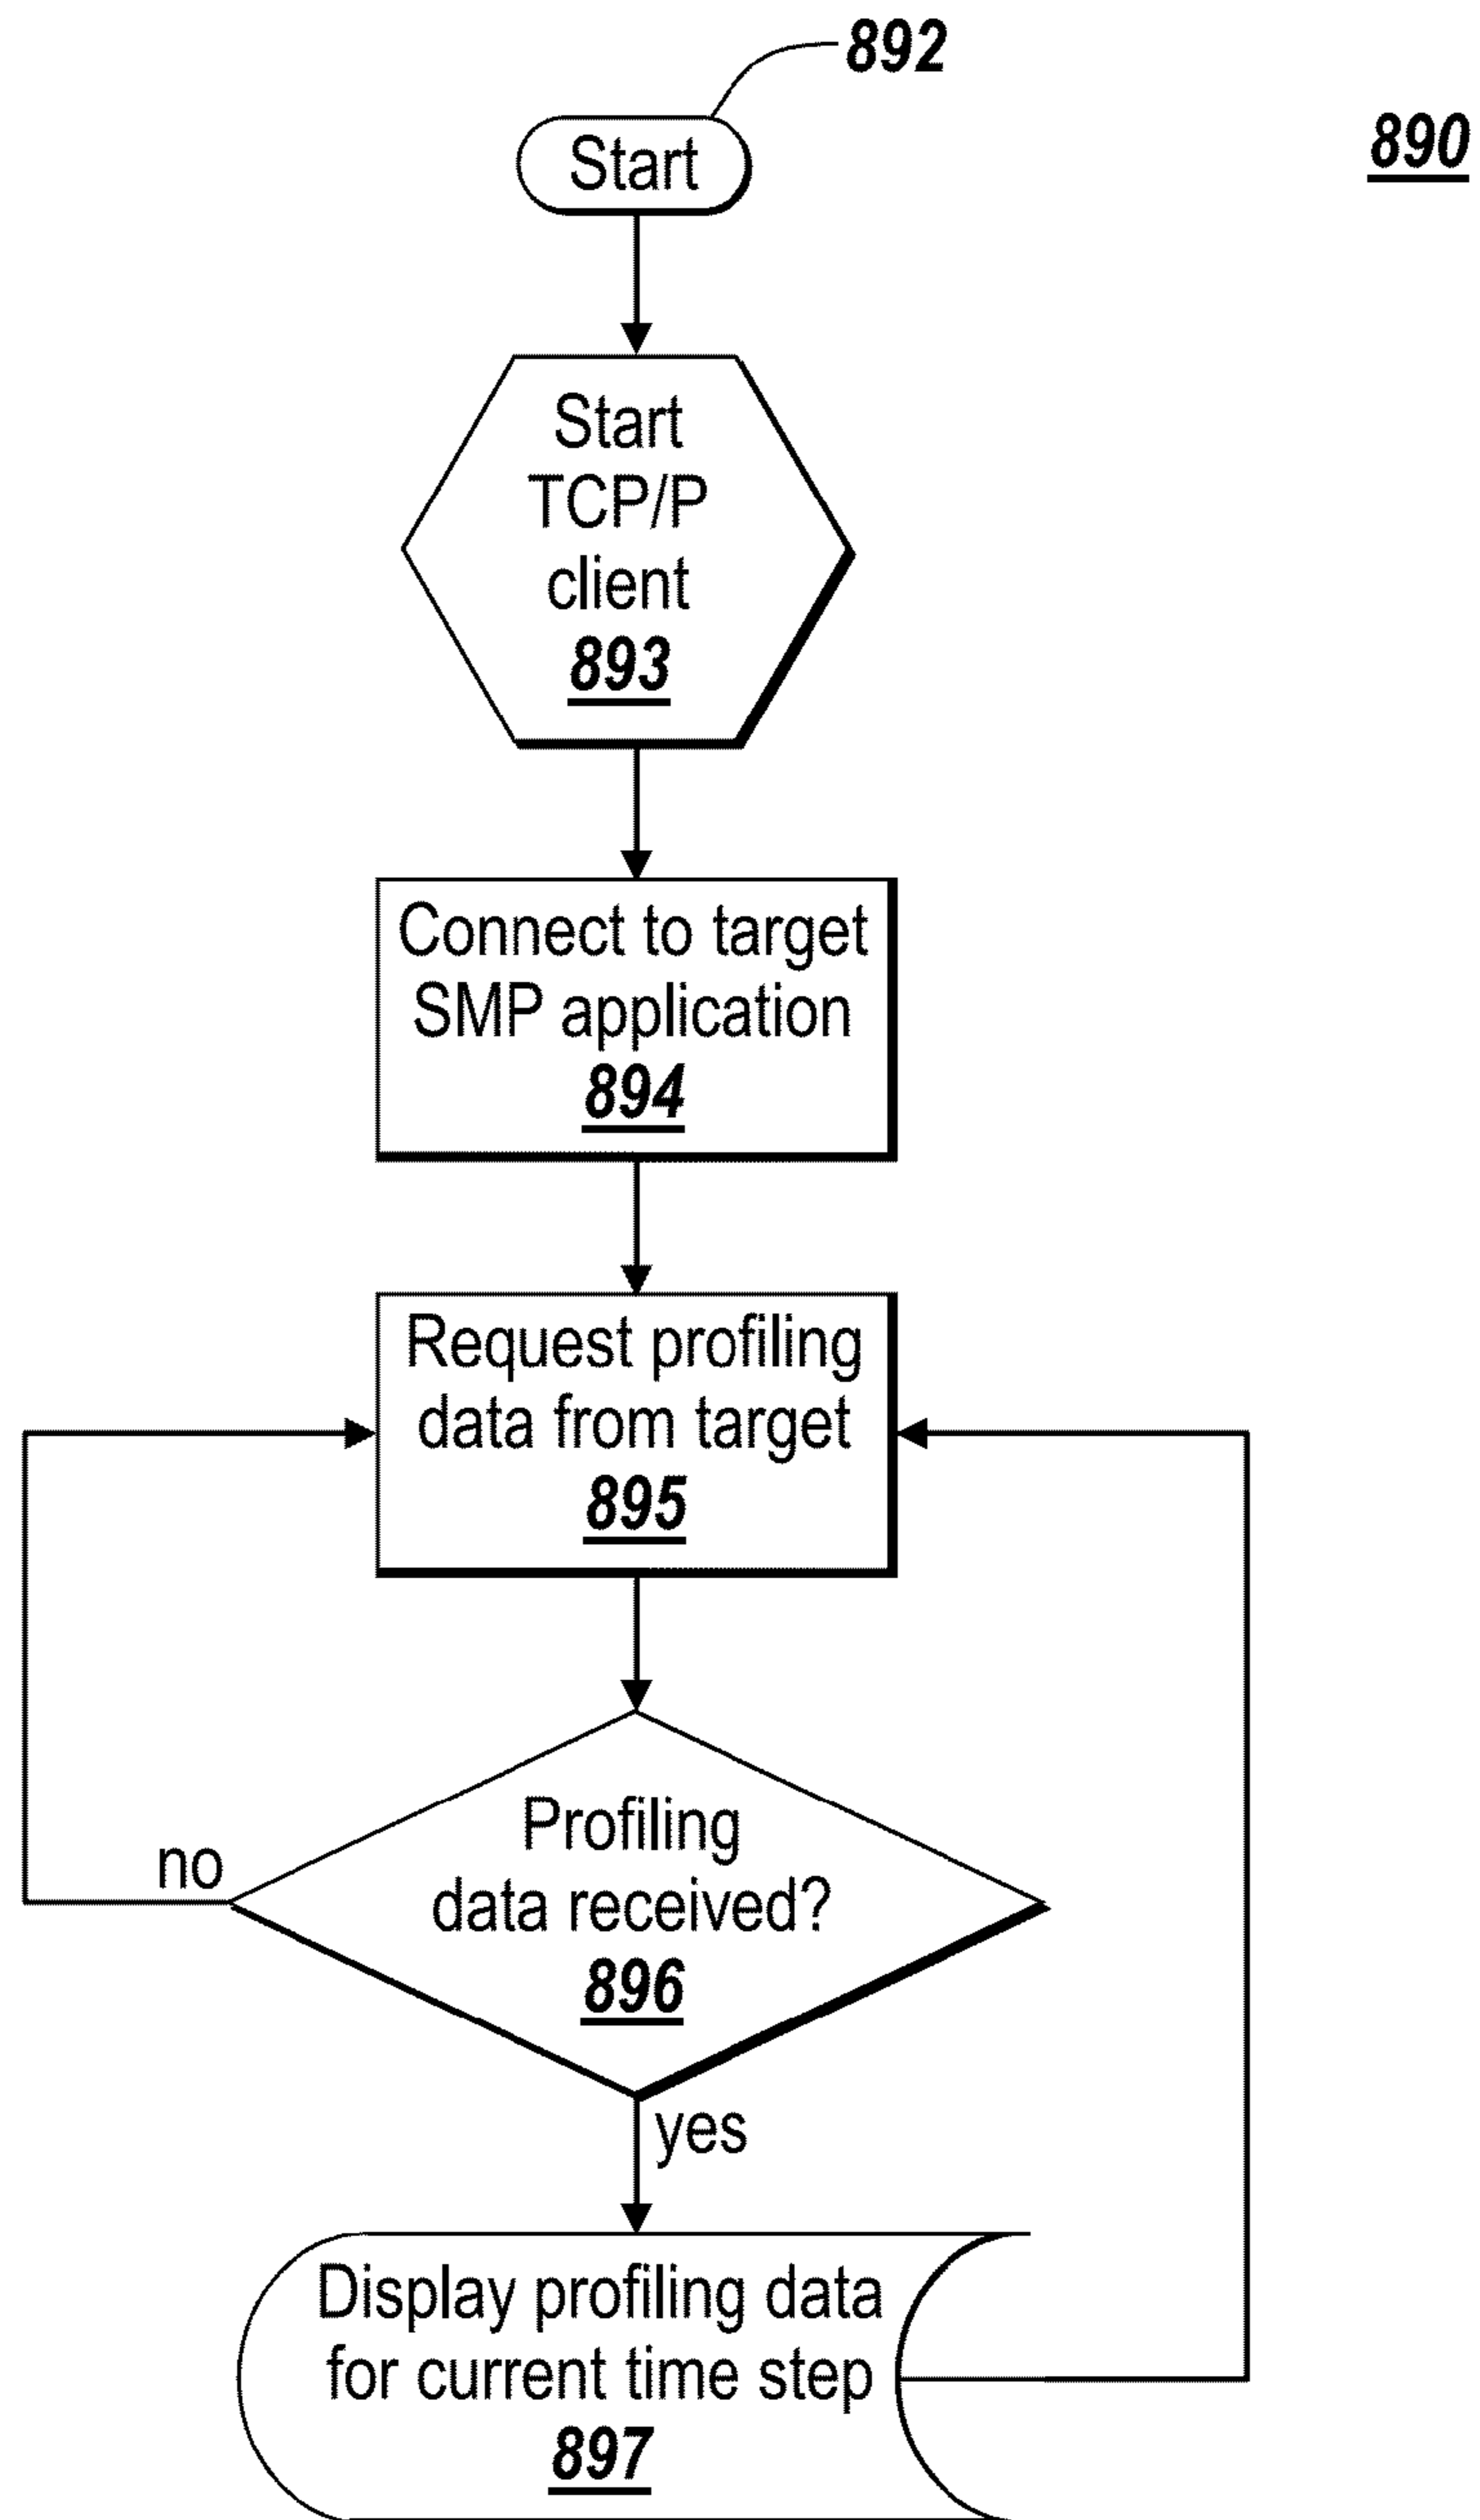 892
890
Start
Start
TCP/P
client
893
Connect to target
SMP application
894
Request profiling
data from target
895
Profiling
data received?
896
no
yes
Display profiling data
for current time step
897